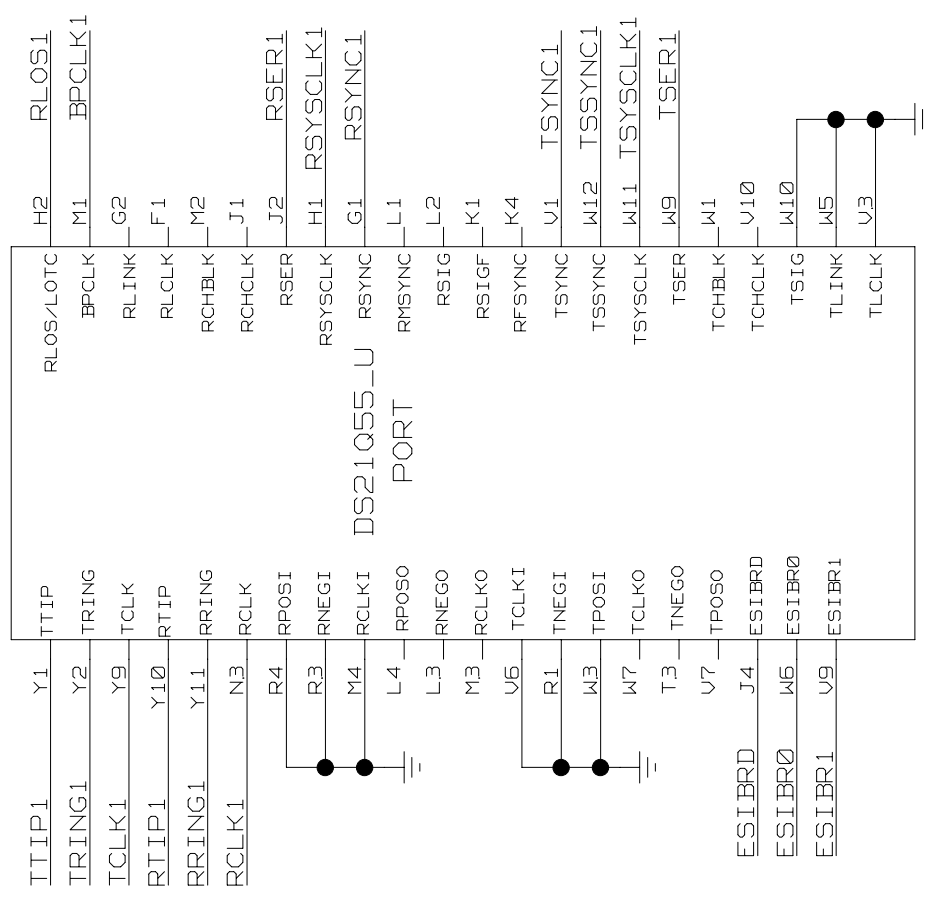 RLOS1
BPCLK1
RSER1
RSYSCLK1
RSYNC1
TSYNC1
TSSYNC1
TSYSCLK1
TSER1
H2
M1
G2
F1
M2
J1
J2
H1
G1
L1
L2
K1
K4
V1
W12
W11
W9
W1
V10
W10
W5
V3
RLOS/LOTC
BPCLK
RLINK
RLCLK
RCHBLK
RCHCLK
RSER
RSYSCLK
RSYNC
RMSYNC
RSIG
RSIGF
RFSYNC
TSYNC
TSSYNC
TSYSCLK
TSER
TCHBLK
TCHCLK
TSIG
TLINK
TLCLK
DS21Q55_U
PORT
TTIP
TRING
TCLK
RTIP
RRING
RCLK
RPOSI
RNEGI
RCLKI
RPOSO
RNEGO
RCLKO
TCLKI
TNEGI
TPOSI
TCLKO
TNEGO
TPOSO
ESIBRD
ESIBR0
ESIBR1
Y1
Y2
Y9
Y10
Y11
N3
R4
R3
M4
L4
L3
M3
V6
R1
W3
W7
T3
V7
J4
W6
V9
TTIP1
TRING1
TCLK1
RTIP1
RRING1
RCLK1
ESIBRD
ESIBR0
ESIBR1